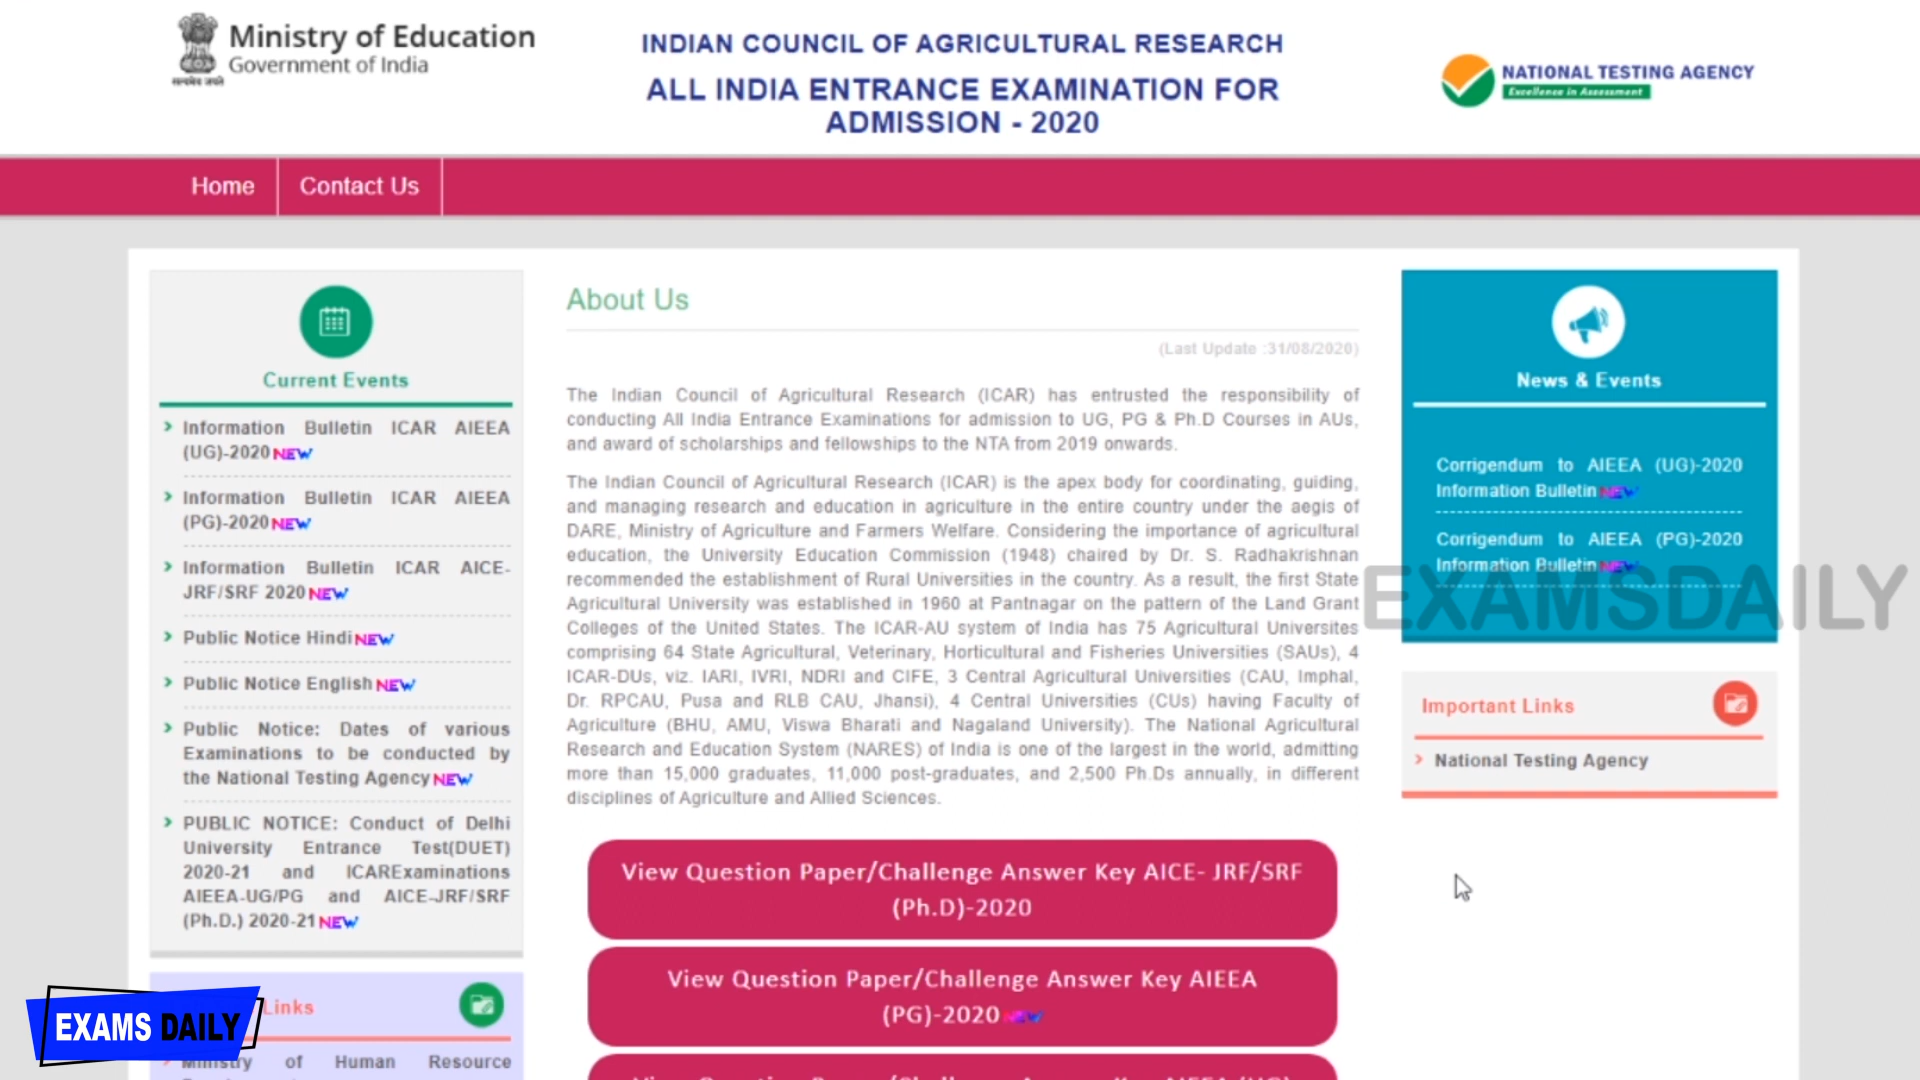 Ministry of Education
Government of India
सत्यमेव जयते
INDIAN COUNCIL OF AGRICULTURAL RESEARCH
ALL INDIA ENTRANCE EXAMINATION FOR
ADMISSION - 2020
NATIONAL TESTING AGENCY
Excellence in Assessment
Home
Contact Us
Current Events
Information Bulletin ICAR AIEEA
(UG)-2020 NEW
Information Bulletin ICAR AIEEA
(PG)-2020 NEW
Information Bulletin ICAR AICE-
JRF/SRF 2020 NEW
Public Notice Hindi NEW
Public Notice English NEW
Public Notice: Dates of various
Examinations to be conducted by
the National Testing Agency NEW
PUBLIC NOTICE: Conduct of Delhi
University Entrance Test(DUET)
2020-21 and ICARExaminations
AIEEA-UG/PG and AICE-JRF/SRF
(Ph.D.) 2020-21 NEW
Links
Ministry of Human Resource
EXAMS DAILY
About Us
(Last Update :31/08/2020)
The Indian Council of Agricultural Research (ICAR) has entrusted the responsibility of
conducting All India Entrance Examinations for admission to UG, PG & Ph.D Courses in AUs,
and award of scholarships and fellowships to the NTA from 2019 onwards.
The Indian Council of Agricultural Research (ICAR) is the apex body for coordinating, guiding,
and managing research and education in agriculture in the entire country under the aegis of
DARE, Ministry of Agriculture and Farmers Welfare. Considering the importance of agricultural
education, the University Education Commission (1948) chaired by Dr. S. Radhakrishnan
recommended the establishment of Rural Universities in the country. As a result, the first State
Agricultural University was established in 1960 at Pantnagar on the pattern of the Land Grant
Colleges of the United States. The ICAR-AU system of India has 75 Agricultural Universites
comprising 64 State Agricultural, Veterinary, Horticultural and Fisheries Universities (SAUs), 4
ICAR-DUs, viz. IARI, IVRI, NDRI and CIFE, 3 Central Agricultural Universities (CAU, Imphal,
Dr. RPCAU, Pusa and RLB CAU, Jhansi), 4 Central Universities (CUs) having Faculty of
Agriculture (BHU, AMU, Viswa Bharati and Nagaland University). The National Agricultural
Research and Education System (NARES) of India is one of the largest in the world, admitting
more than 15,000 graduates, 11,000 post-graduates, and 2,500 Ph.Ds annually, in different
disciplines of Agriculture and Allied Sciences.
View Question Paper/Challenge Answer Key AICE- JRF/SRF
(Ph.D)-2020
View Question Paper/Challenge Answer Key AIEEA
(PG)-2020 NEW
View Question Paper/Challenge Answer Key AIEEA (UG)
News & Events
Corrigendum to AIEEA (UG)-2020
Information Bulletin NEW
Corrigendum to AIEEA (PG)-2020
Information Bulletin NEW
EXAMSDAILY
Important Links
National Testing Agency